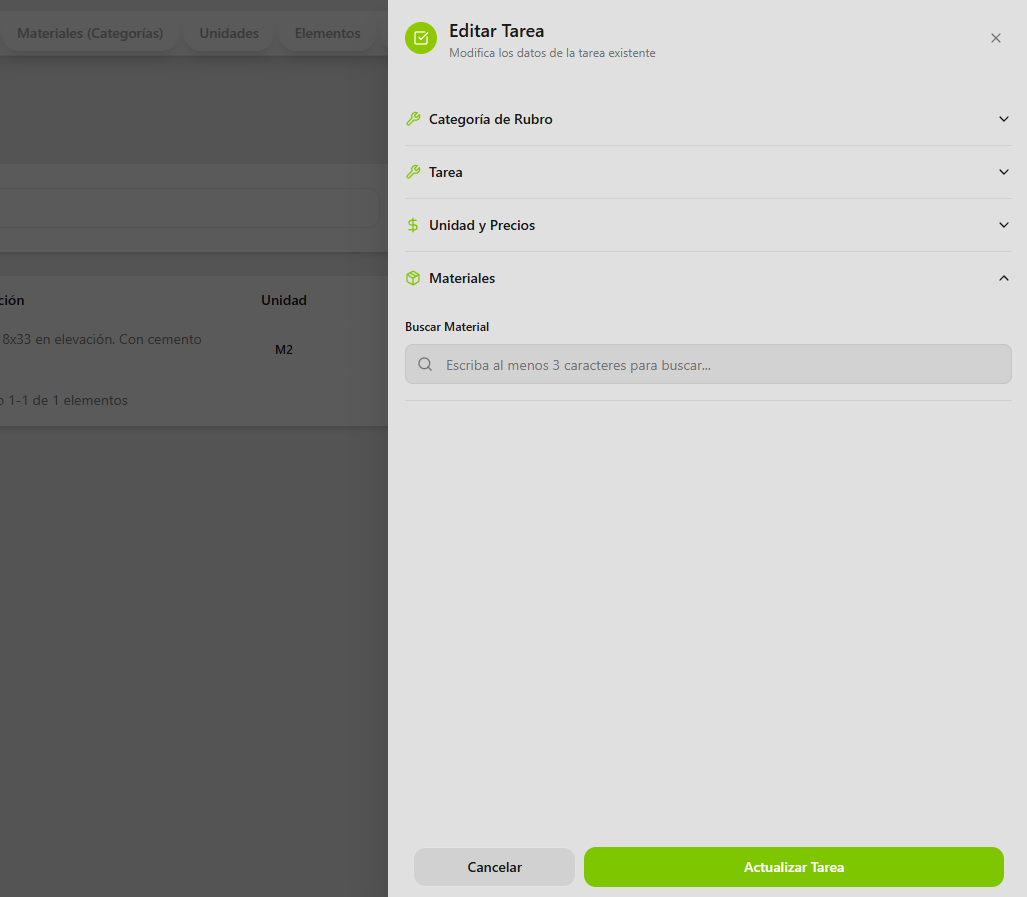 Materiales (Categorías) Unidades Elementos
Editar Tarea
Modifica los datos de la tarea existente
Categoría de Rubro
Tarea
Unidad y Precios
Materiales
Buscar Material
Escriba al menos 3 caracteres para buscar...
ción Unidad
8x33 en elevación. Con cemento
M2
o 1-1 de 1 elementos
Cancelar Actualizar Tarea